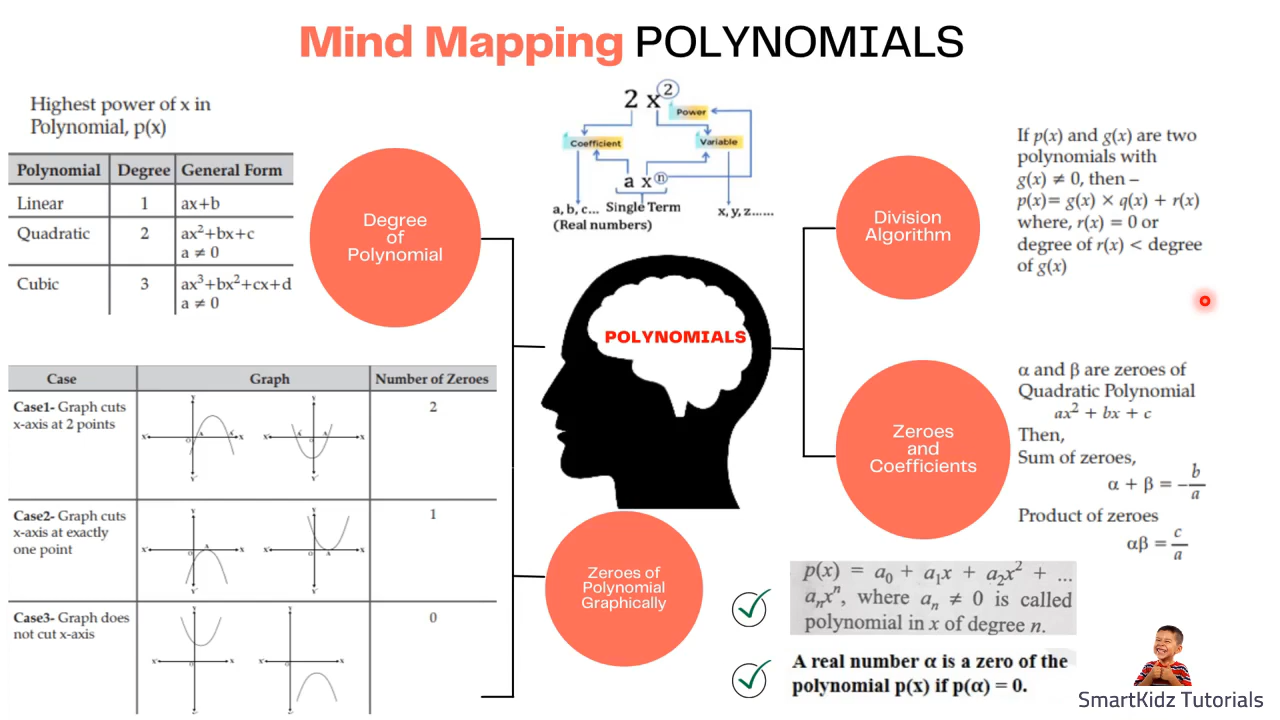 Mind Mapping POLYNOMIALS
Highest power of x in
Polynomial, p(x)
Polynomial Degree General Form
Linear 1 ax+b
Quadratic 2 ax²+bx+c
a ≠ 0
Cubic 3 ax³+bx²+cx+d
a ≠ 0
Degree
of
Polynomial
2 x²
Power
Coefficient
Variable
a xⁿ
a, b, c... Single Term x, y, z......
(Real numbers)
POLYNOMIALS
Division
Algorithm
If p(x) and g(x) are two
polynomials with
g(x) ≠ 0, then –
p(x)= g(x) × q(x) + r(x)
where, r(x) = 0 or
degree of r(x) < degree
of g(x)
Case Graph Number of Zeroes
Case1- Graph cuts
x-axis at 2 points
2
Case2- Graph cuts
x-axis at exactly
one point
1
Case3- Graph does
not cut x-axis
0
Zeroes of
Polynomial
Graphically
Zeroes
and
Coefficients
α and β are zeroes of
Quadratic Polynomial
ax² + bx + c
Then,
Sum of zeroes,
α + β = -b/a
Product of zeroes
αβ = c/a
p(x) = a₀ + a₁x + a₂x² + ...
aₙxⁿ, where aₙ ≠ 0 is called
polynomial in x of degree n.
A real number α is a zero of the
polynomial p(x) if p(α) = 0.
SmartKidz Tutorials